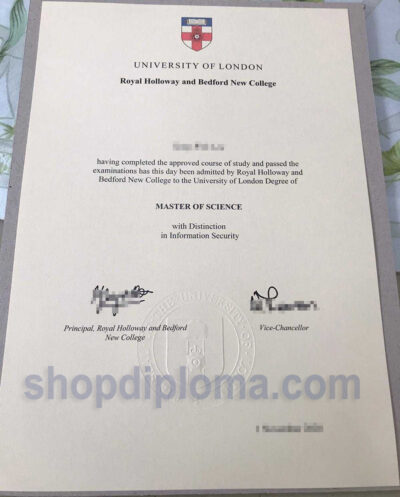 UNIVERSITY OF LONDON
Royal Holloway and Bedford New College
having completed the approved course of study and passed the
examinations has this day been admitted by Royal Holloway and
Bedford New College to the University of London Degree of
MASTER OF SCIENCE
with Distinction
in Information Security
Principal, Royal Holloway and Bedford
New College
Vice-Chancellor
shopdiploma.com